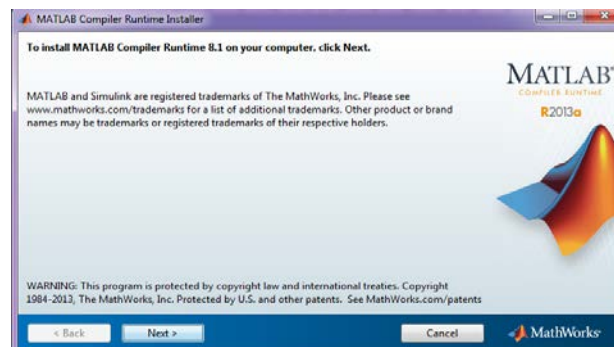 MATLAB Compiler Runtime Installer
To install MATLAB Compiler Runtime 8.1 on your computer, click Next.
MATLAB and Simulink are registered trademarks of The MathWorks, Inc. Please see
www.mathworks.com/trademarks for a list of additional trademarks. Other product or brand
names may be trademarks or registered trademarks of their respective holders.
MATLAB®
COMPILER RUNTIME
R2013a
WARNING: This program is protected by copyright law and international treaties. Copyright
1984-2013, The MathWorks, Inc. Protected by U.S. and other patents. See MathWorks.com/patents
< Back
Next >
Cancel
MathWorks®